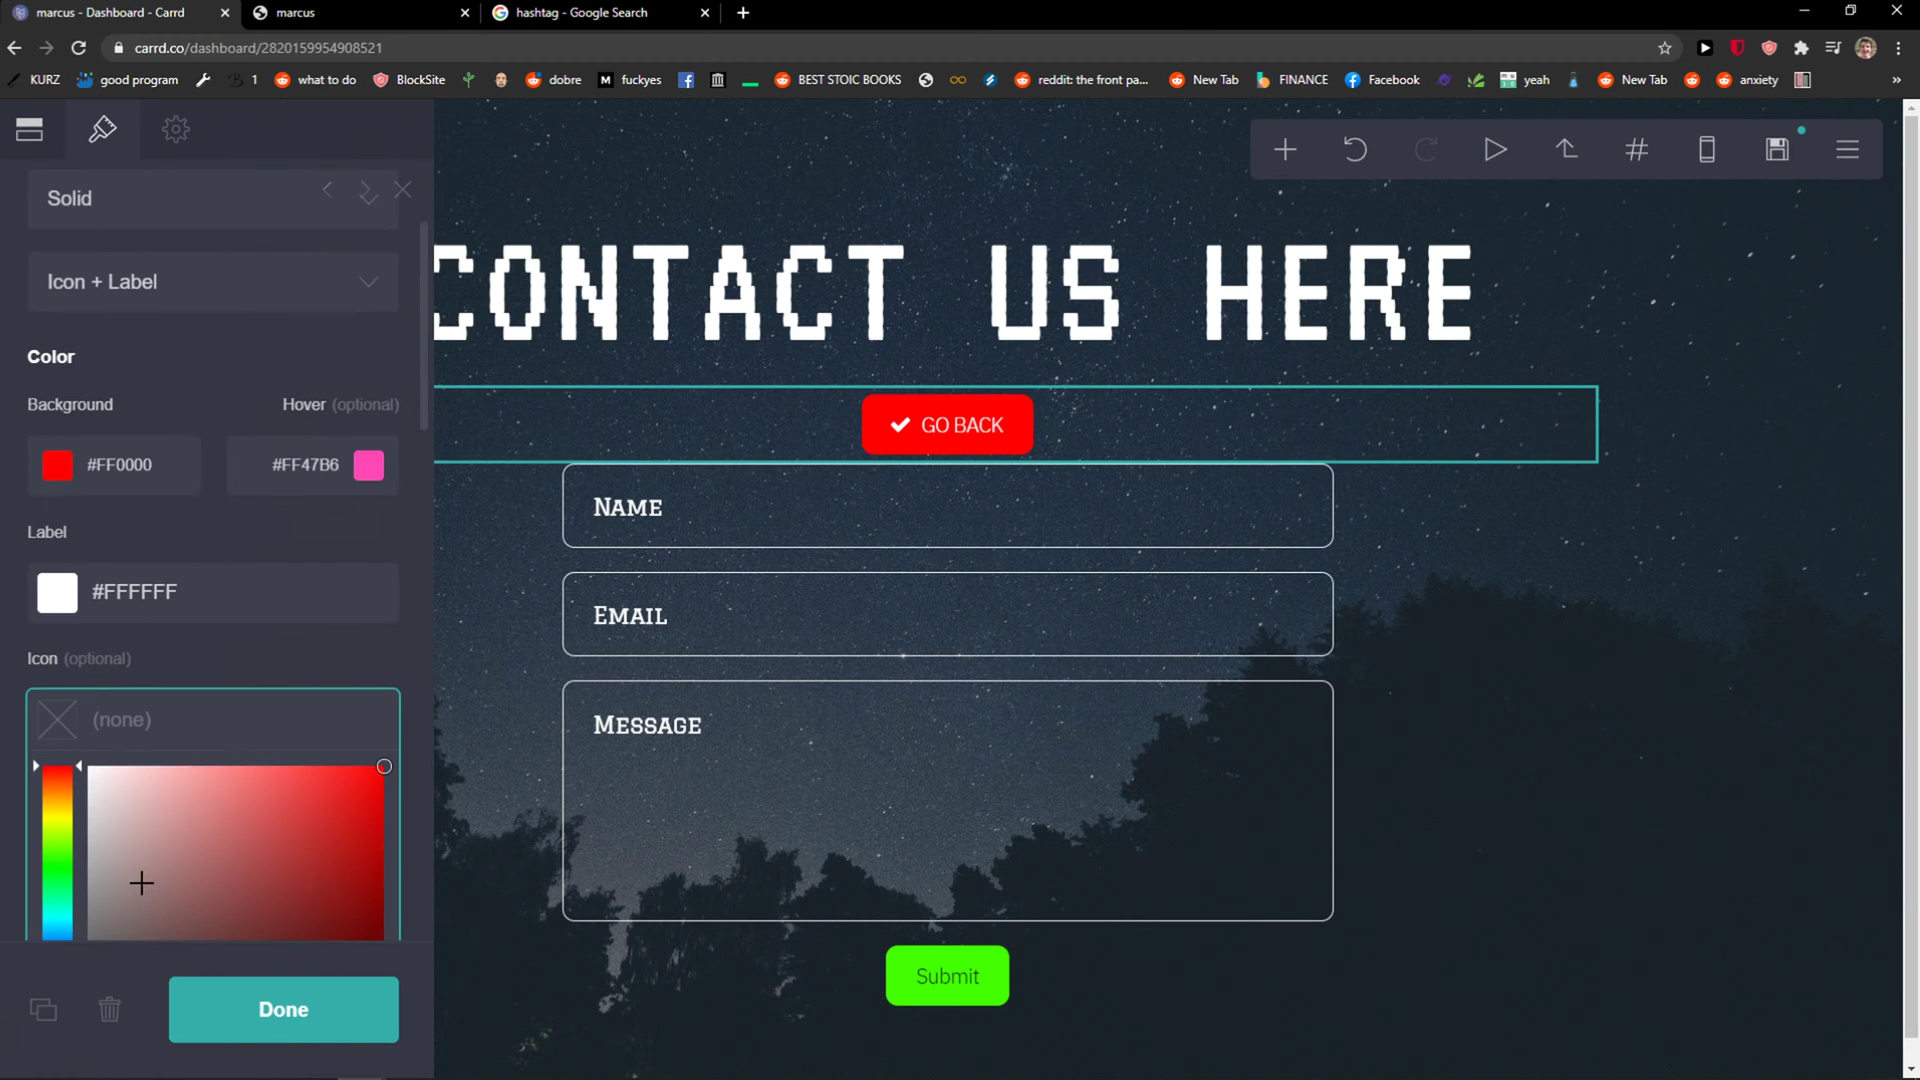 marcus - Dashboard - Carrd
marcus
hashtag - Google Search
carrd.co/dashboard/2820159954908521
KURZ
good program
1
what to do
BlockSite
dobre
M fuckyes
BEST STOIC BOOKS
reddit: the front pa...
New Tab
FINANCE
Facebook
yeah
New Tab
anxiety
»
Solid
Icon + Label
Color
Background
Hover (optional)
#FF0000
#FF47B6
Label
#FFFFFF
Icon (optional)
(none)
Done
CONTACT US HERE
GO BACK
Name
Email
Message
Submit